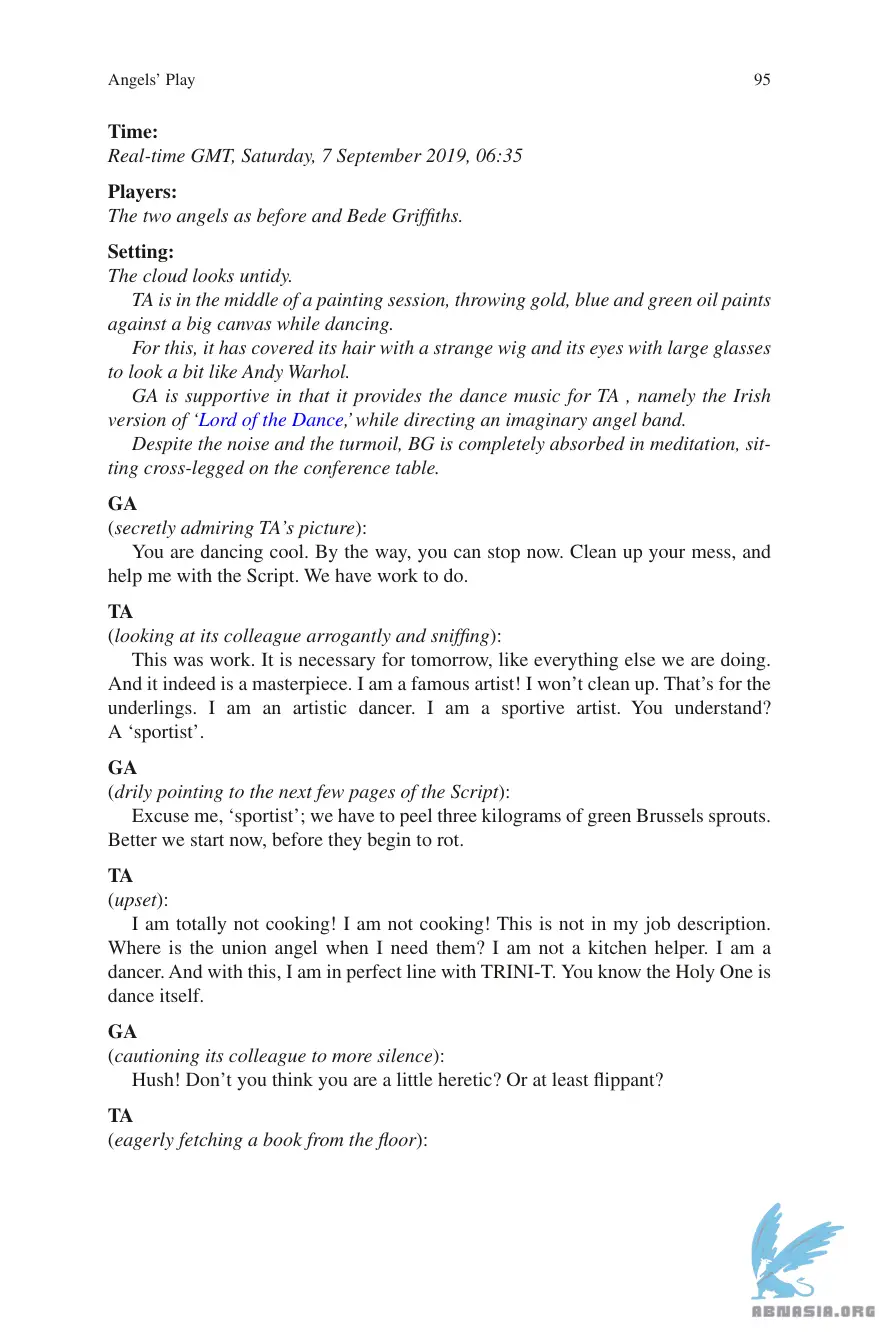 Angels’ Play 95
Time:
Real-time GMT, Saturday, 7 September 2019, 06:35
Players:
The two angels as before and Bede Griffiths.
Setting:
The cloud looks untidy.
TA is in the middle of a painting session, throwing gold, blue and green oil paints
against a big canvas while dancing.
For this, it has covered its hair with a strange wig and its eyes with large glasses
to look a bit like Andy Warhol.
GA is supportive in that it provides the dance music for TA , namely the Irish
version of ‘Lord of the Dance,’ while directing an imaginary angel band.
Despite the noise and the turmoil, BG is completely absorbed in meditation, sit-
ting cross-legged on the conference table.
GA
(secretly admiring TA’s picture):
You are dancing cool. By the way, you can stop now. Clean up your mess, and
help me with the Script. We have work to do.
TA
(looking at its colleague arrogantly and sniffing):
This was work. It is necessary for tomorrow, like everything else we are doing.
And it indeed is a masterpiece. I am a famous artist! I won’t clean up. That’s for the
underlings. I am an artistic dancer. I am a sportive artist. You understand?
A ‘sportist’.
GA
(drily pointing to the next few pages of the Script):
Excuse me, ‘sportist’; we have to peel three kilograms of green Brussels sprouts.
Better we start now, before they begin to rot.
TA
(upset):
I am totally not cooking! I am not cooking! This is not in my job description.
Where is the union angel when I need them? I am not a kitchen helper. I am a
dancer. And with this, I am in perfect line with TRINI-T. You know the Holy One is
dance itself.
GA
(cautioning its colleague to more silence):
Hush! Don’t you think you are a little heretic? Or at least flippant?
TA
(eagerly fetching a book from the floor):
ABNASIA.ORG